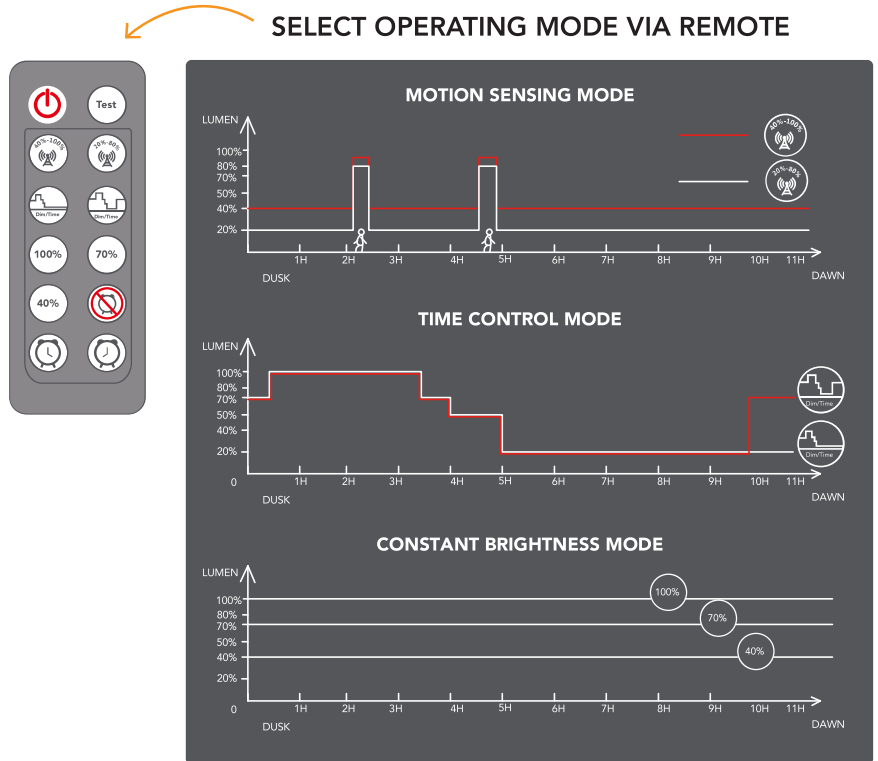 SELECT OPERATING MODE VIA REMOTE
Test
40%-100%
20%-80%
Dim/Time
Dim/Time
100%
70%
40%
MOTION SENSING MODE
LUMEN
100%
80%
70%
50%
40%
20%
40%-100%
20%-80%
1H 2H 3H 4H 5H 6H 7H 8H 9H 10H 11H
DUSK
DAWN
TIME CONTROL MODE
LUMEN
100%
80%
70%
50%
40%
20%
0
Dim/Time
Dim/Time
1H 2H 3H 4H 5H 6H 7H 8H 9H 10H 11H
DUSK
DAWN
CONSTANT BRIGHTNESS MODE
LUMEN
100%
80%
70%
50%
40%
20%
0
100%
70%
40%
1H 2H 3H 4H 5H 6H 7H 8H 9H 10H 11H
DUSK
DAWN